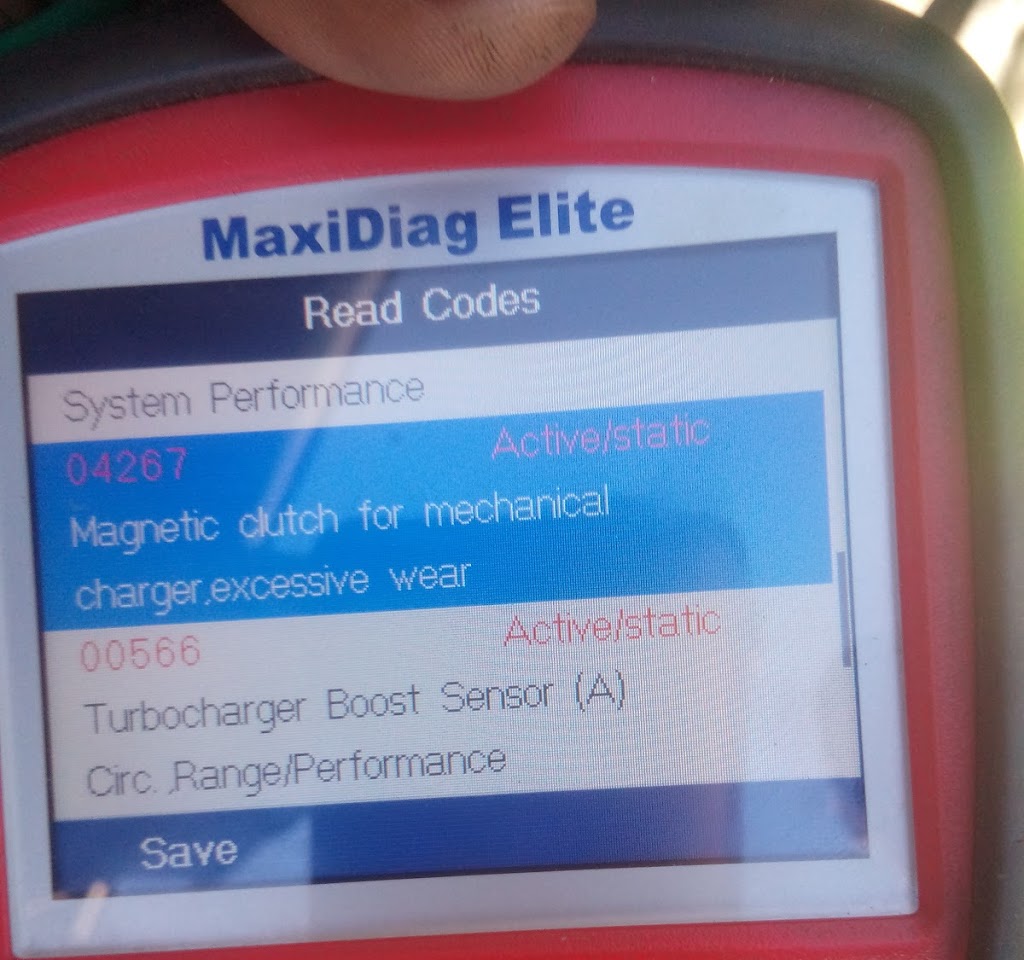 MaxiDiag Elite
Read Codes
System Performance
04267 Active/static
Magnetic clutch for mechanical
charger,excessive wear
00566 Active/static
Turbocharger Boost Sensor (A)
Circ. ,Range/Performance
Save